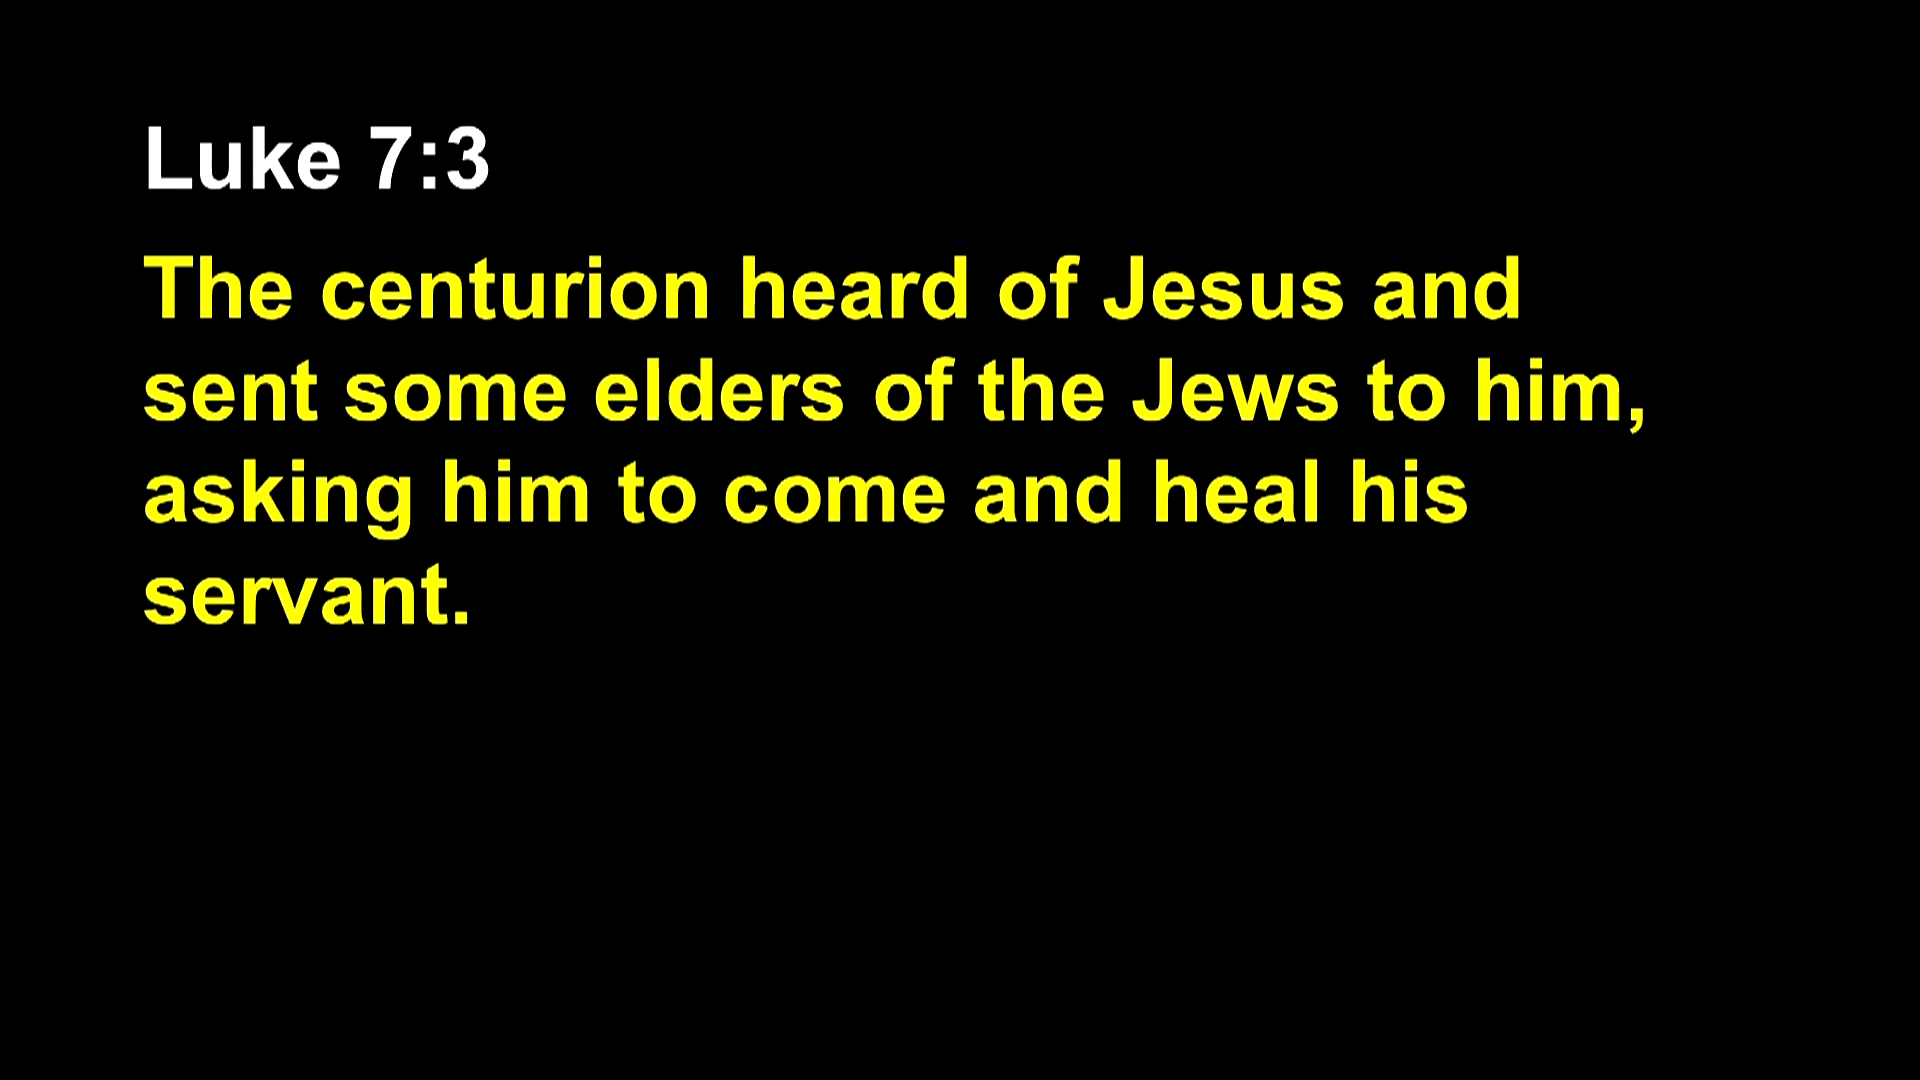 Luke 7:3
The centurion heard of Jesus and
sent some elders of the Jews to him,
asking him to come and heal his
servant.